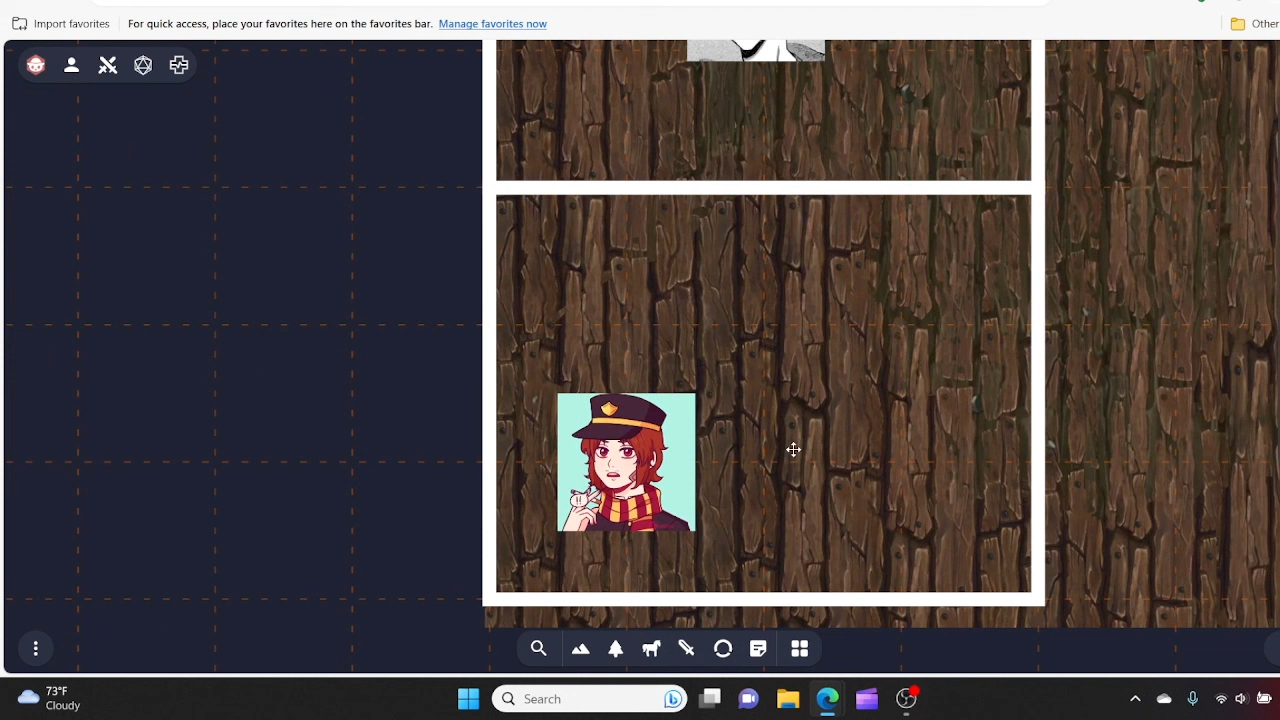 Import favorites
For quick access, place your favorites here on the favorites bar. Manage favorites now
Other
73°F
Cloudy
Search